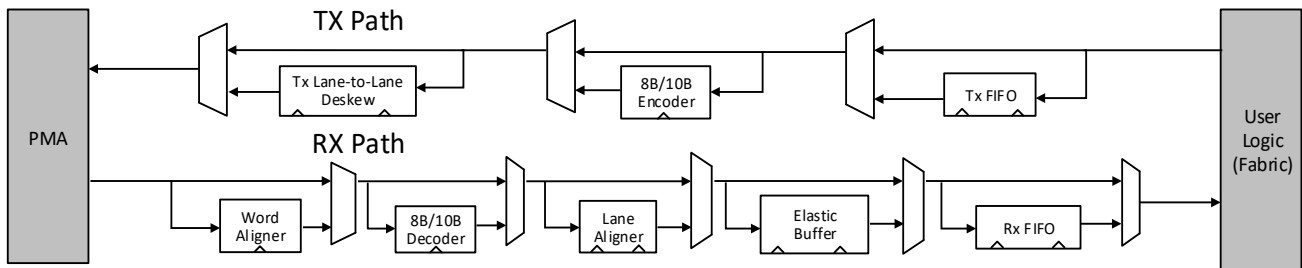 TX Path
Tx Lane-to-Lane
Deskew
8B/10B
Encoder
Tx FIFO
PMA
User
Logic
(Fabric)
RX Path
Word
Aligner
8B/10B
Decoder
Lane
Aligner
Elastic
Buffer
Rx FIFO